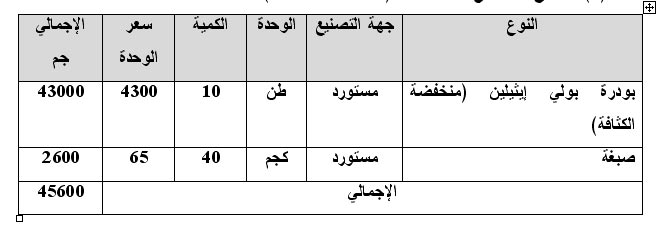 النوع جهة التصنيع الوحدة الكمية سعر الوحدة الإجمالي جم
بودرة بولي إيثيلين (منخفضة الكثافة) مستورد طن 10 4300 43000
صبغة مستورد كجم 40 65 2600
الإجمالي 45600